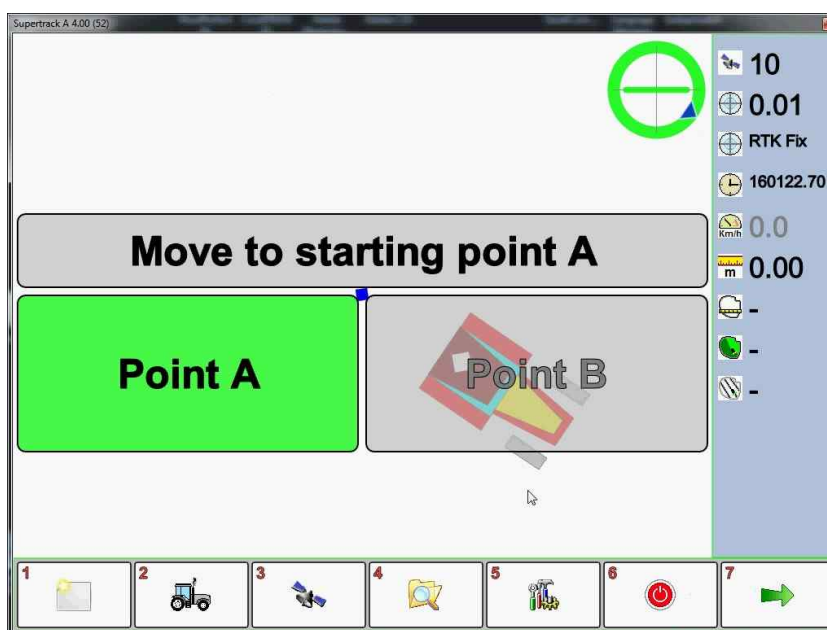 Supertrack A 4.00 (52)
10
0.01
RTK Fix
160122.70
Km/h
0.0
m
0.00
-
-
-
Move to starting point A
Point A
Point B
1
2
3
4
5
6
7